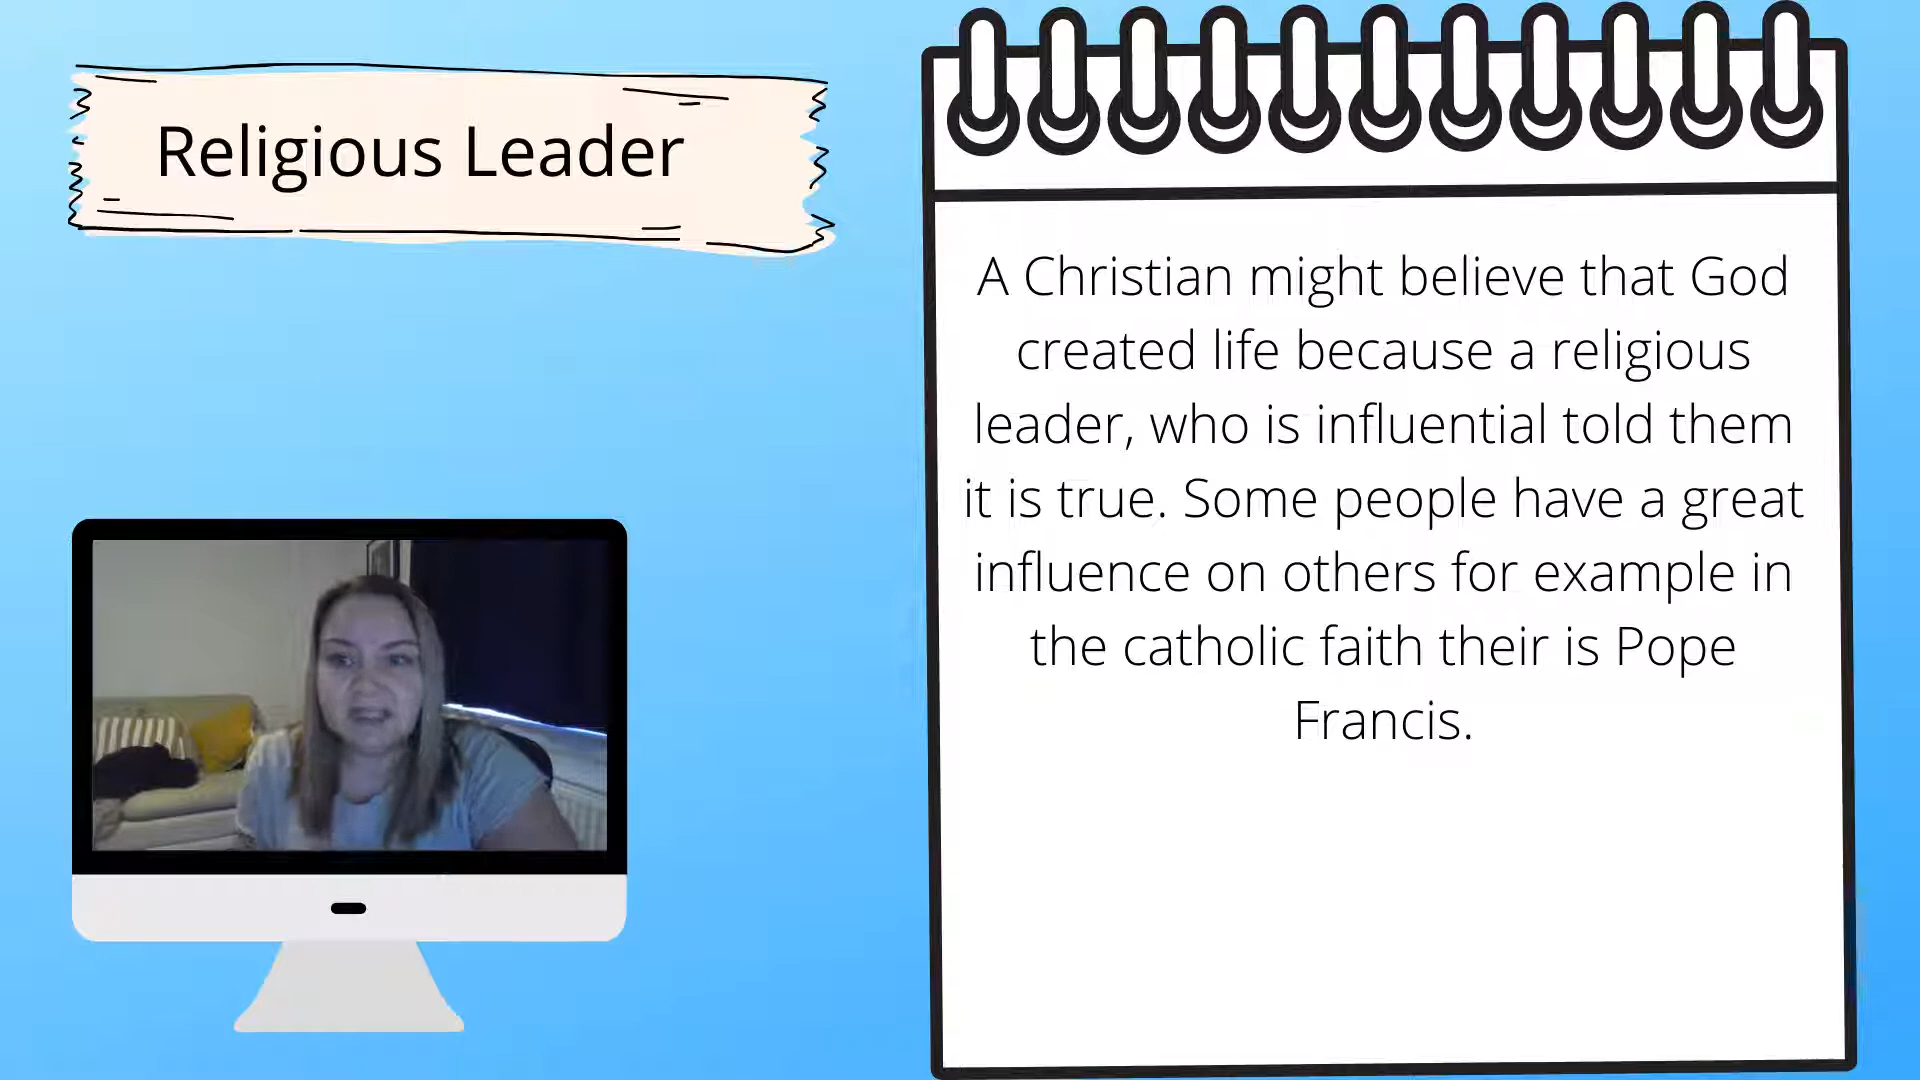 Religious Leader
A Christian might believe that God
created life because a religious
leader, who is influential told them
it is true. Some people have a great
influence on others for example in
the catholic faith their is Pope
Francis.